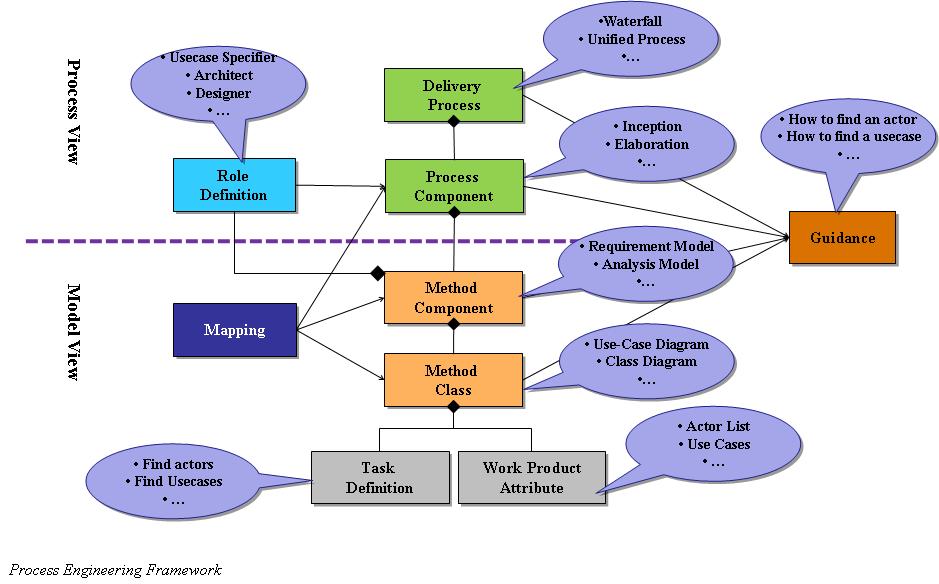 • Waterfall
• Unified Process
• ...
Process View
• Usecase Specifier
• Architect
• Designer
• ...
Delivery
Process
• Inception
• Elaboration
• ...
• How to find an actor
• How to find a usecase
• ...
Role
Definition
Process
Component
Guidance
• Requirement Model
• Analysis Model
• ...
Model View
Method
Component
Mapping
• Use-Case Diagram
• Class Diagram
• ...
Method
Class
• Actor List
• Use Cases
• ...
• Find actors
• Find Usecases
• ...
Task
Definition
Work Product
Attribute
Process Engineering Framework